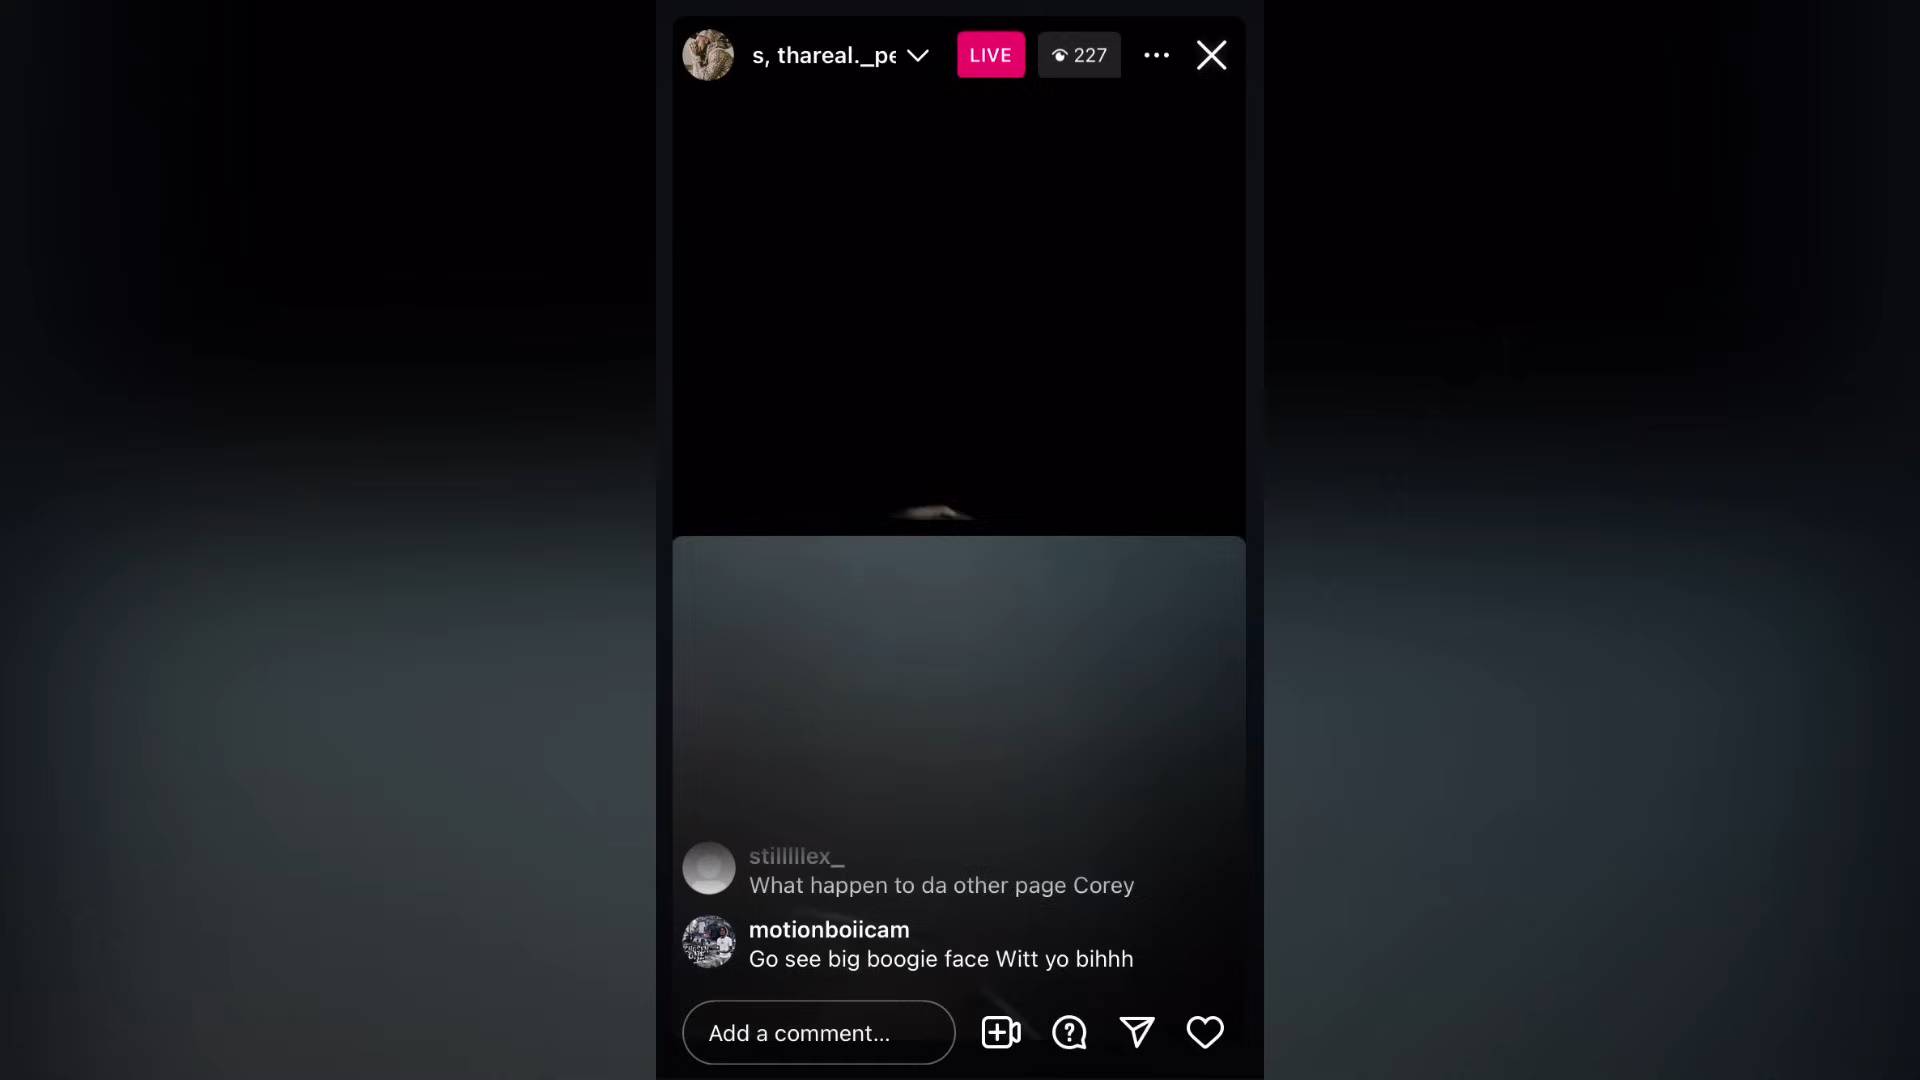 s, thareal._pe
LIVE
227
stilllllex_
What happen to da other page Corey
motionboiicam
Go see big boogie face Witt yo bihhh
Add a comment...